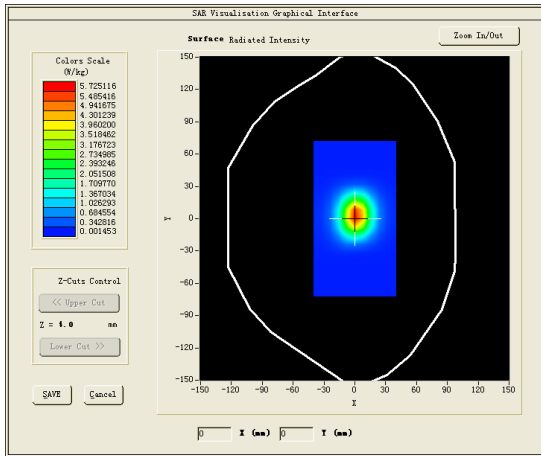 SAR Visualisation Graphical Interface
Surface Radiated Intensity
Zoom In/Out
Colors Scale
(W/kg)
5.725116
5.485416
4.941675
4.301239
3.960200
3.518462
3.176723
2.734985
2.393246
2.051508
1.709770
1.367034
1.026293
0.684554
0.342816
0.001453
150
120
90
60
30
0
-30
-60
-90
-120
-150
Y
-150 -120 -90 -60 -30 0 30 60 90 120 150
X
Z-Cuts Control
<< Upper Cut
Z = 4.0 mm
Lower Cut >>
SAVE Cancel
0 X (mm) 0 Y (mm)